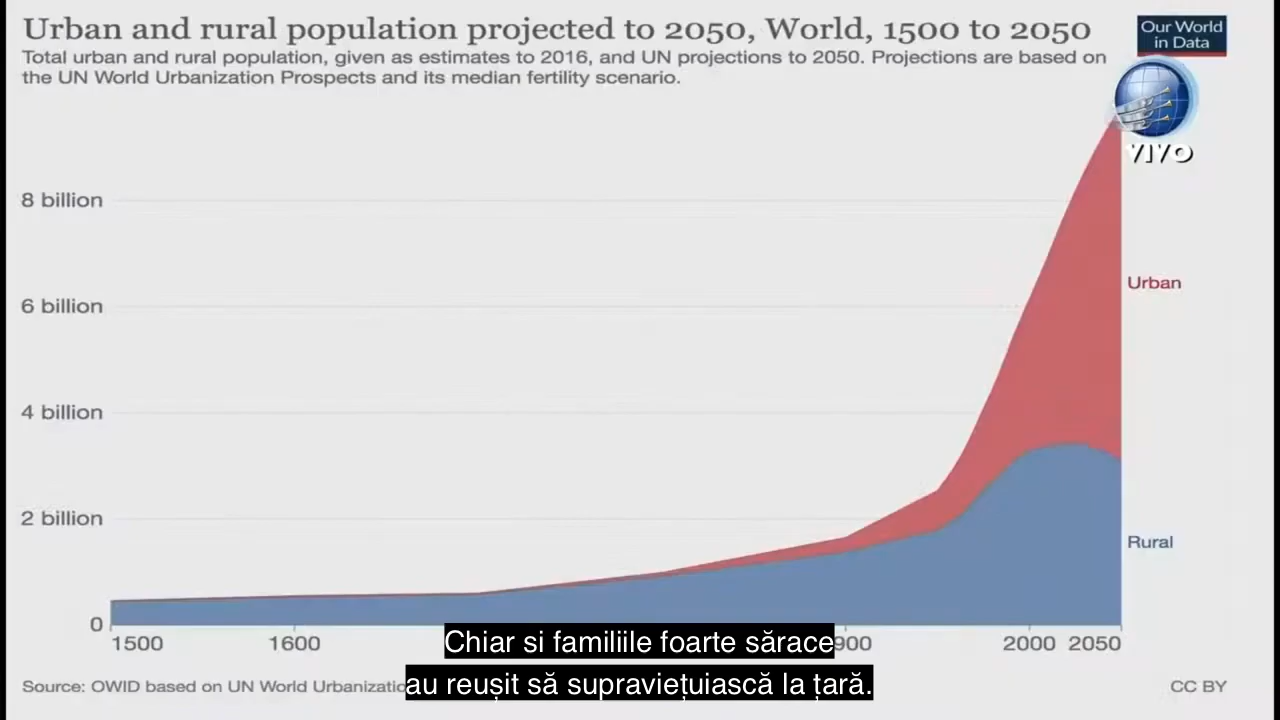 Urban and rural population projected to 2050, World, 1500 to 2050
Our World
in Data
Total urban and rural population, given as estimates to 2016, and UN projections to 2050. Projections are based on
the UN World Urbanization Prospects and its median fertility scenario.
VIVO
8 billion
6 billion
Urban
4 billion
2 billion
Rural
0
1500
1600
2000
2050
Chiar si familiile foarte sărace
au reușit să supraviețuiască la țară.
Source: OWID based on UN World
CC BY